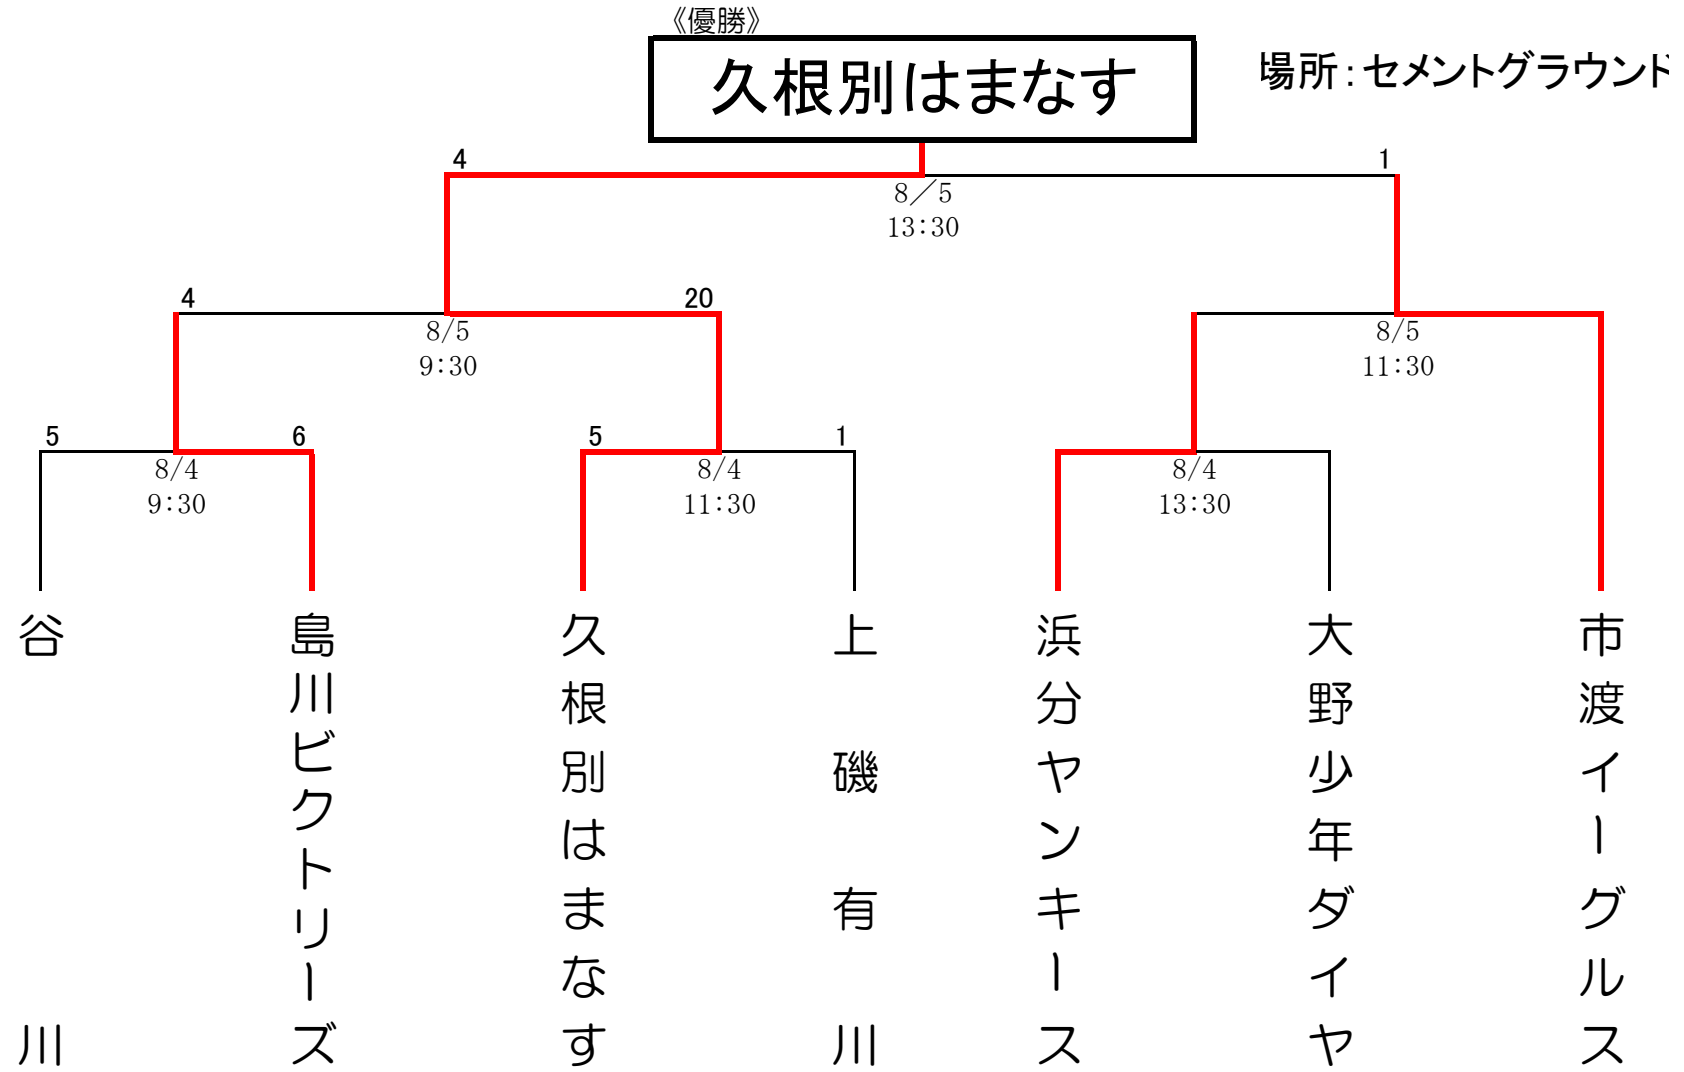 《優勝》
久根別はまなす
場所：セメントグラウンド
4
1
8／5
13:30
4
20
8/5
9:30
8/5
11:30
5
6
5
1
8/4
9:30
8/4
11:30
8/4
13:30
谷川
島川ビクトリーズ
久根別はまなす
上磯有川
浜分ヤンキース
大野少年ダイヤ
市渡イーグルス